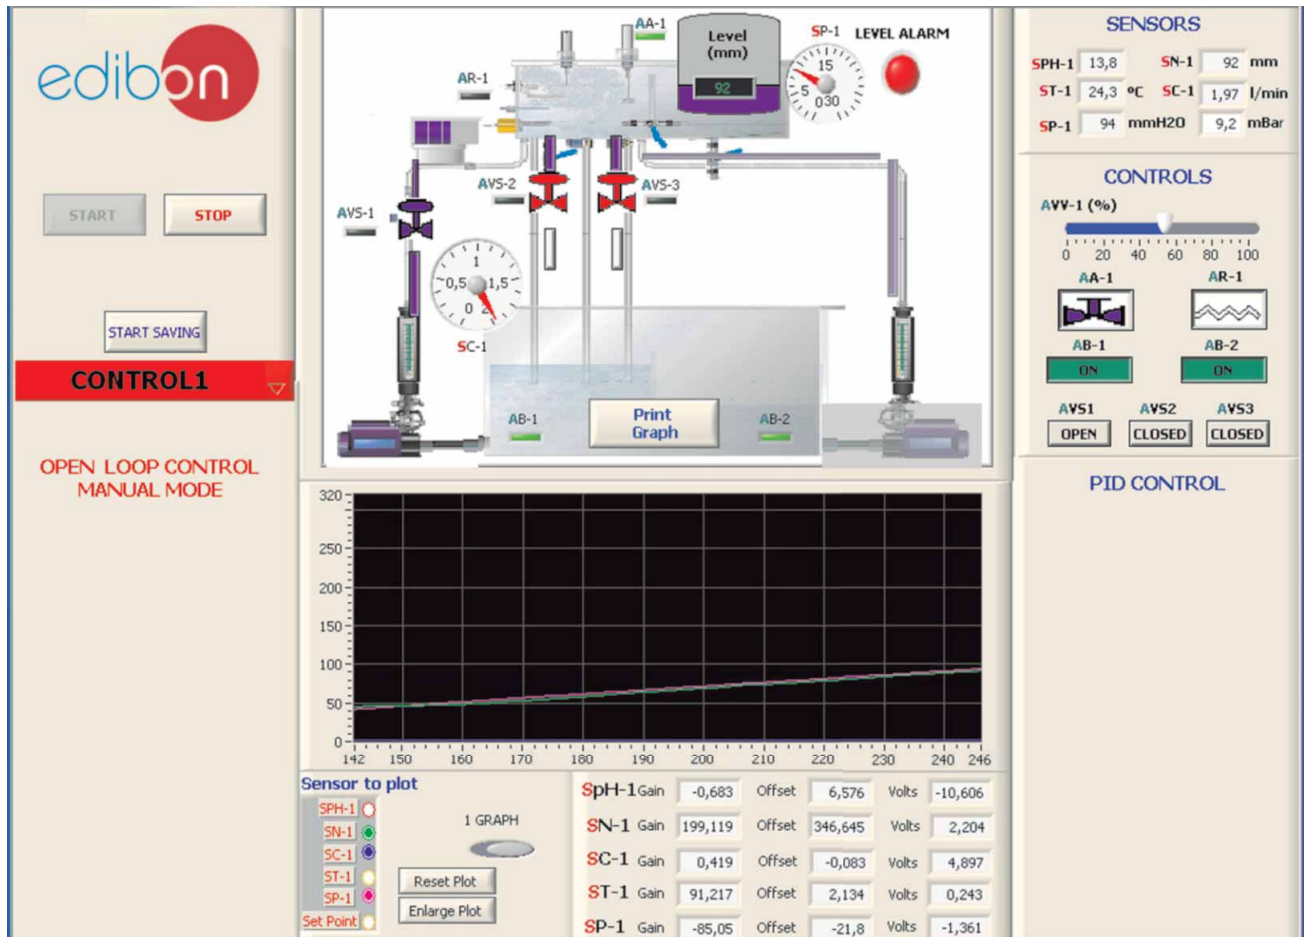 edibon
START
STOP
START SAVING
CONTROL1
OPEN LOOP CONTROL
MANUAL MODE
AA-1
Level
(mm)
92
SP-1
15
5
0
30
LEVEL ALARM
AR-1
AVS-2
AVS-3
AVS-1
1
0,5
1,5
0
2
SC-1
AB-1
Print
Graph
AB-2
320
250
200
150
100
50
0
142 150 160 170 180 190 200 210 220 230 240 246
Sensor to plot
SPH-1
SN-1
SC-1
ST-1
SP-1
Set Point
1 GRAPH
Reset Plot
Enlarge Plot
SpH-1 Gain -0,683 Offset 6,576 Volts -10,606
SN-1 Gain 199,119 Offset 346,645 Volts 2,204
SC-1 Gain 0,419 Offset -0,083 Volts 4,897
ST-1 Gain 91,217 Offset 2,134 Volts 0,243
SP-1 Gain -85,05 Offset -21,8 Volts -1,361
SENSORS
SPH-1 13,8 SN-1 92 mm
ST-1 24,3 ºC SC-1 1,97 l/min
SP-1 94 mmH20 9,2 mBar
CONTROLS
AVV-1 (%)
0 20 40 60 80 100
AA-1 AR-1
AB-1 AB-2
ON ON
AVS1 AVS2 AVS3
OPEN CLOSED CLOSED
PID CONTROL